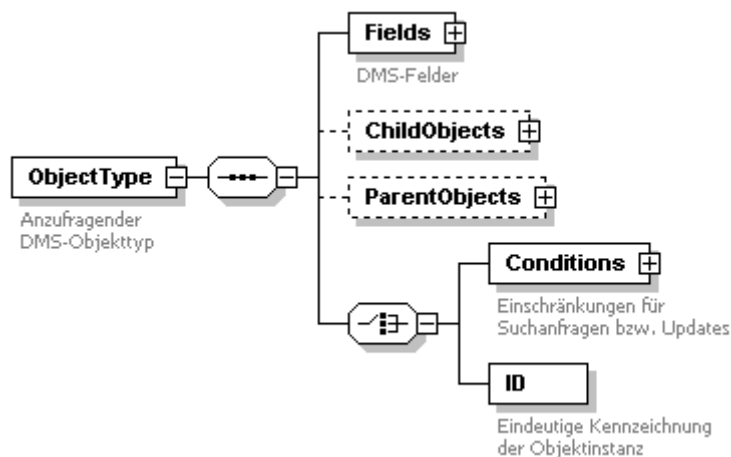 Fields
DMS-Felder
ChildObjects
ObjectType
Anzufragender
DMS-Objekttyp
ParentObjects
Conditions
Einschränkungen für
Suchanfragen bzw. Updates
ID
Eindeutige Kennzeichnung
der Objektinstanz